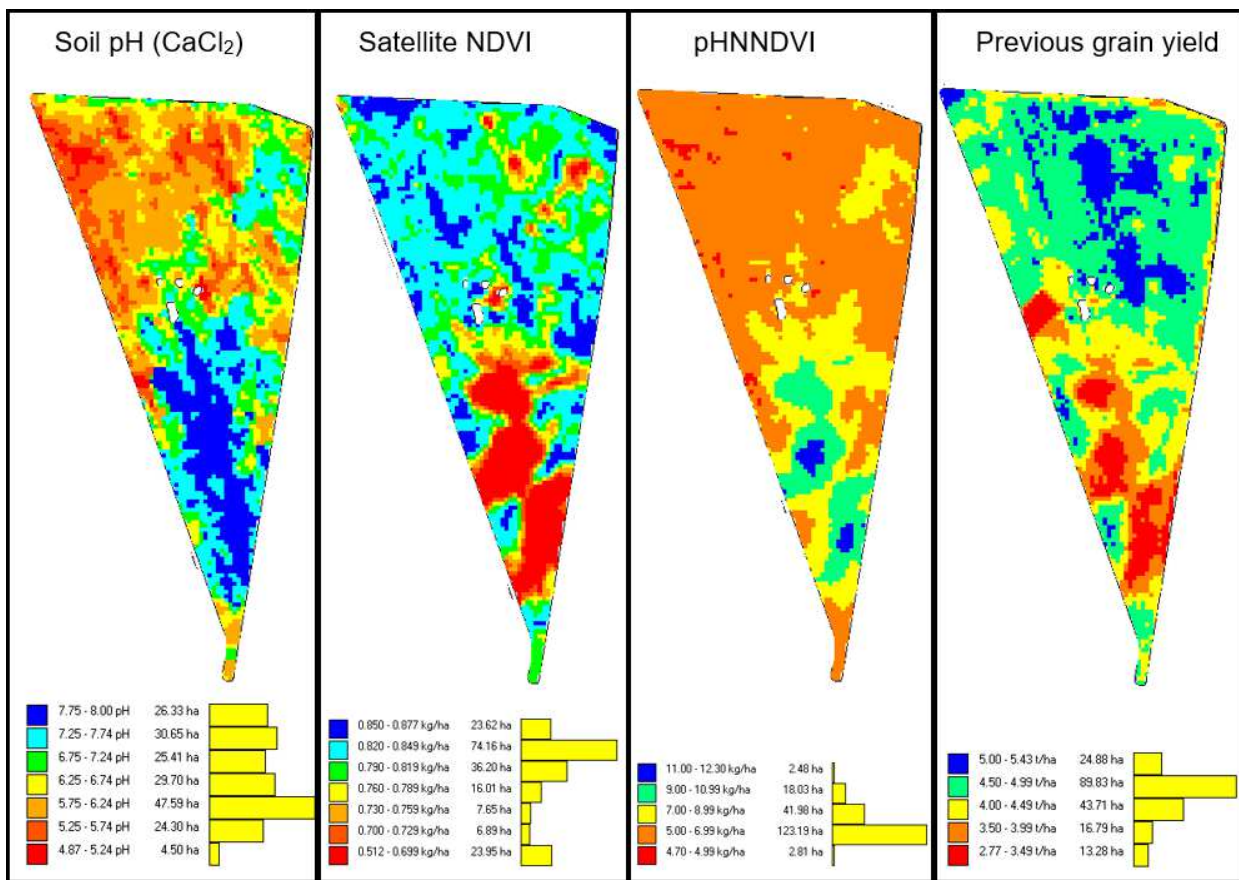 Soil pH (CaCl₂)
7.75 - 8.00 pH 26.33 ha
7.25 - 7.74 pH 30.65 ha
6.75 - 7.24 pH 25.41 ha
6.25 - 6.74 pH 29.70 ha
5.75 - 6.24 pH 47.59 ha
5.25 - 5.74 pH 24.30 ha
4.87 - 5.24 pH 4.50 ha
Satellite NDVI
0.850 - 0.877 kg/ha 23.62 ha
0.820 - 0.849 kg/ha 74.16 ha
0.790 - 0.819 kg/ha 36.20 ha
0.760 - 0.789 kg/ha 16.01 ha
0.730 - 0.759 kg/ha 7.65 ha
0.700 - 0.729 kg/ha 6.89 ha
0.512 - 0.699 kg/ha 23.95 ha
pHNNDVI
11.00 - 12.30 kg/ha 2.48 ha
9.00 - 10.99 kg/ha 18.03 ha
7.00 - 8.99 kg/ha 41.98 ha
5.00 - 6.99 kg/ha 123.19 ha
4.70 - 4.99 kg/ha 2.81 ha
Previous grain yield
5.00 - 5.43 t/ha 24.88 ha
4.50 - 4.99 t/ha 89.83 ha
4.00 - 4.49 t/ha 43.71 ha
3.50 - 3.99 t/ha 16.79 ha
2.77 - 3.49 t/ha 13.28 ha